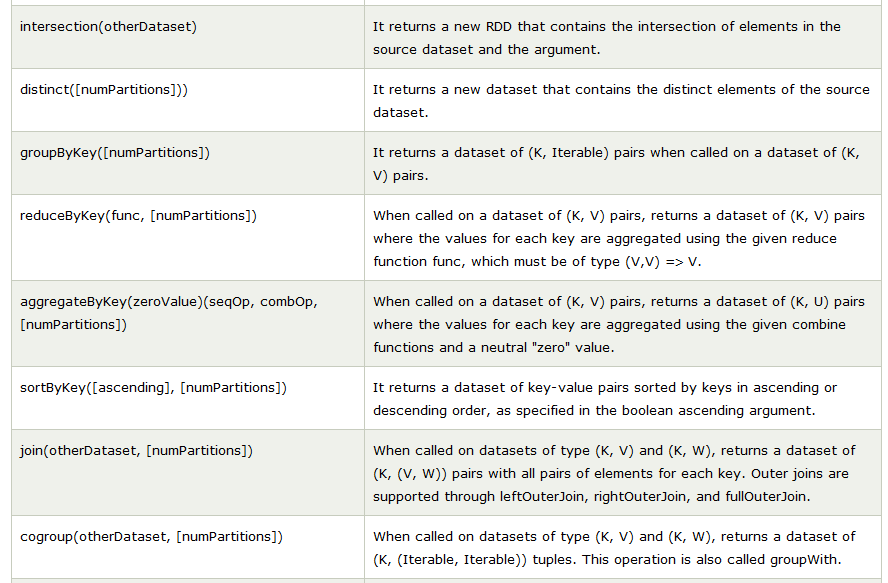 intersection(otherDataset)
It returns a new RDD that contains the intersection of elements in the
source dataset and the argument.
distinct([numPartitions]))
It returns a new dataset that contains the distinct elements of the source
dataset.
groupByKey([numPartitions])
It returns a dataset of (K, Iterable) pairs when called on a dataset of (K,
V) pairs.
reduceByKey(func, [numPartitions])
When called on a dataset of (K, V) pairs, returns a dataset of (K, V) pairs
where the values for each key are aggregated using the given reduce
function func, which must be of type (V,V) => V.
aggregateByKey(zeroValue)(seqOp, combOp,
[numPartitions])
When called on a dataset of (K, V) pairs, returns a dataset of (K, U) pairs
where the values for each key are aggregated using the given combine
functions and a neutral "zero" value.
sortByKey([ascending], [numPartitions])
It returns a dataset of key-value pairs sorted by keys in ascending or
descending order, as specified in the boolean ascending argument.
join(otherDataset, [numPartitions])
When called on datasets of type (K, V) and (K, W), returns a dataset of
(K, (V, W)) pairs with all pairs of elements for each key. Outer joins are
supported through leftOuterJoin, rightOuterJoin, and fullOuterJoin.
cogroup(otherDataset, [numPartitions])
When called on datasets of type (K, V) and (K, W), returns a dataset of
(K, (Iterable, Iterable)) tuples. This operation is also called groupWith.